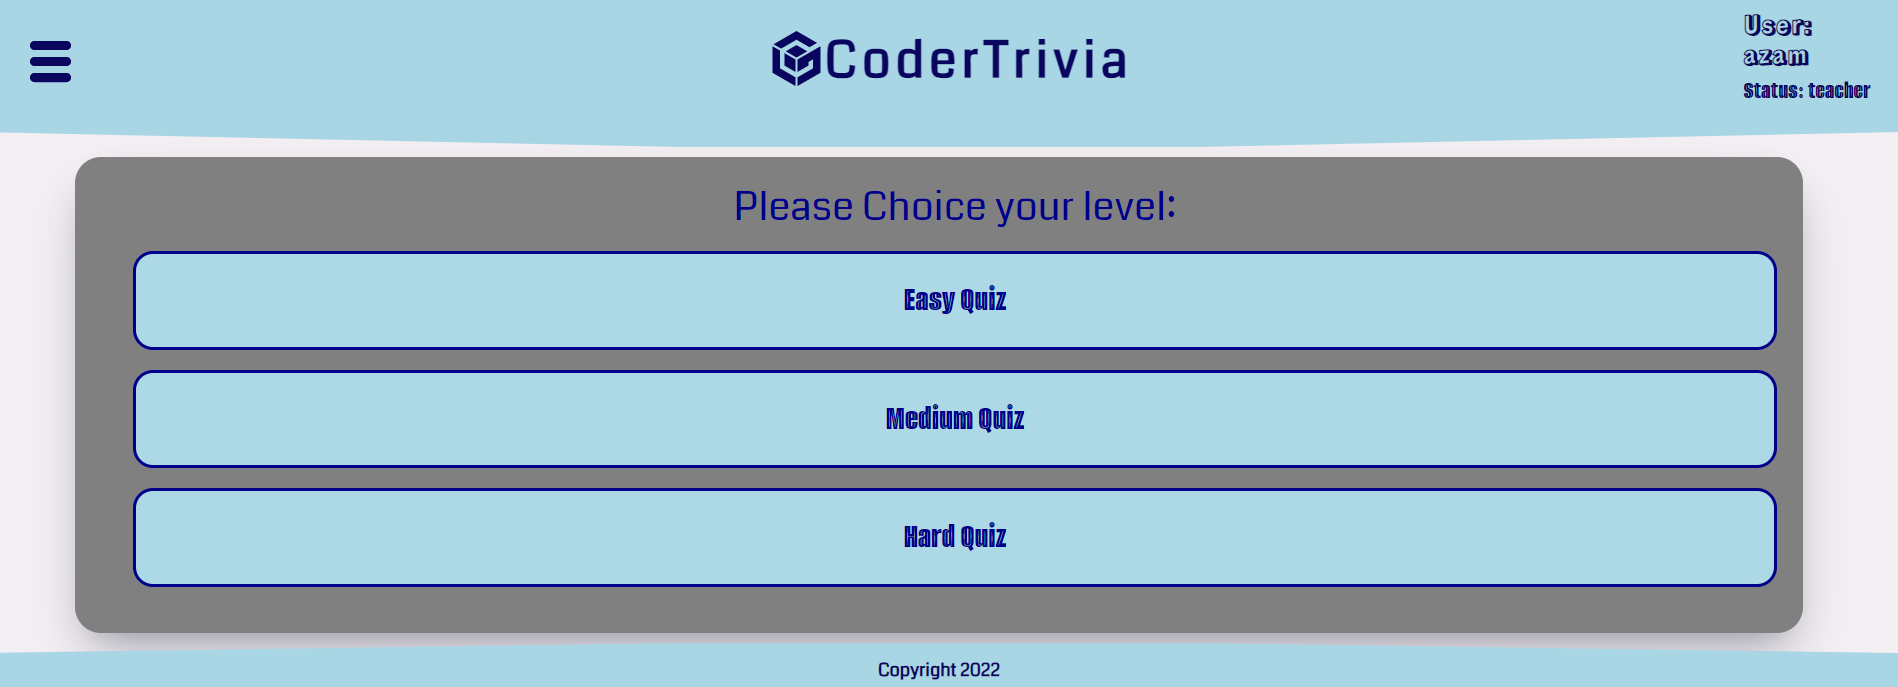 CoderTrivia
User:
azam
Status: teacher
Please Choice your level:
Easy Quiz
Medium Quiz
Hard Quiz
Copyright 2022